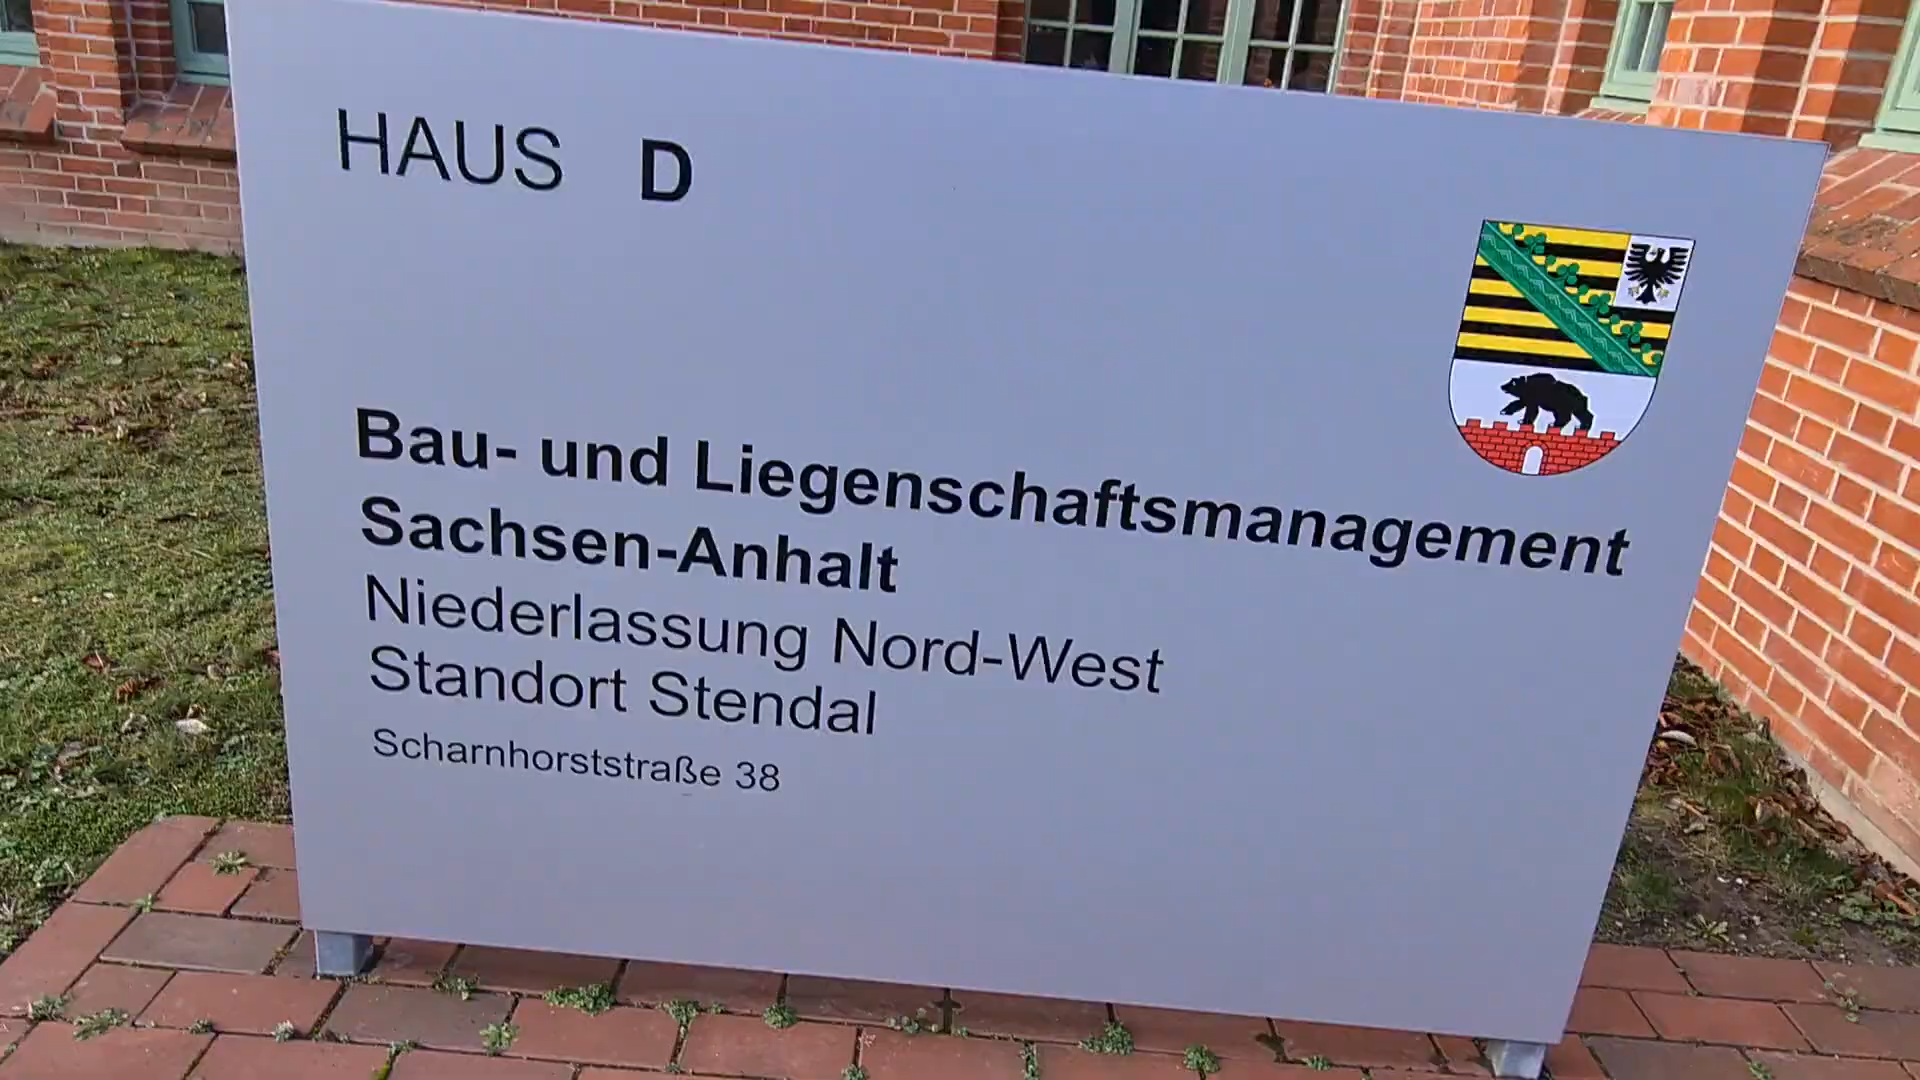 HAUS D
Bau- und Liegenschaftsmanagement
Sachsen-Anhalt
Niederlassung Nord-West
Standort Stendal
Scharnhorststraße 38